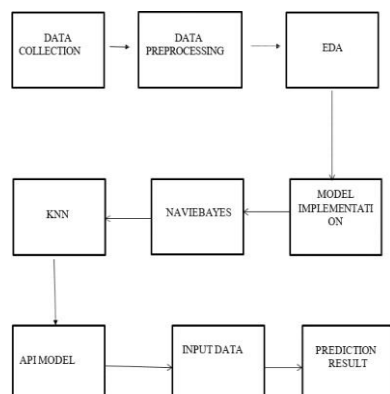 DATA
COLLECTION
DATA
PREPROCESSING
EDA
MODEL
IMPLEMENTATI
ON
NAVIEBAYES
KNN
API MODEL
INPUT DATA
PREDICTION
RESULT